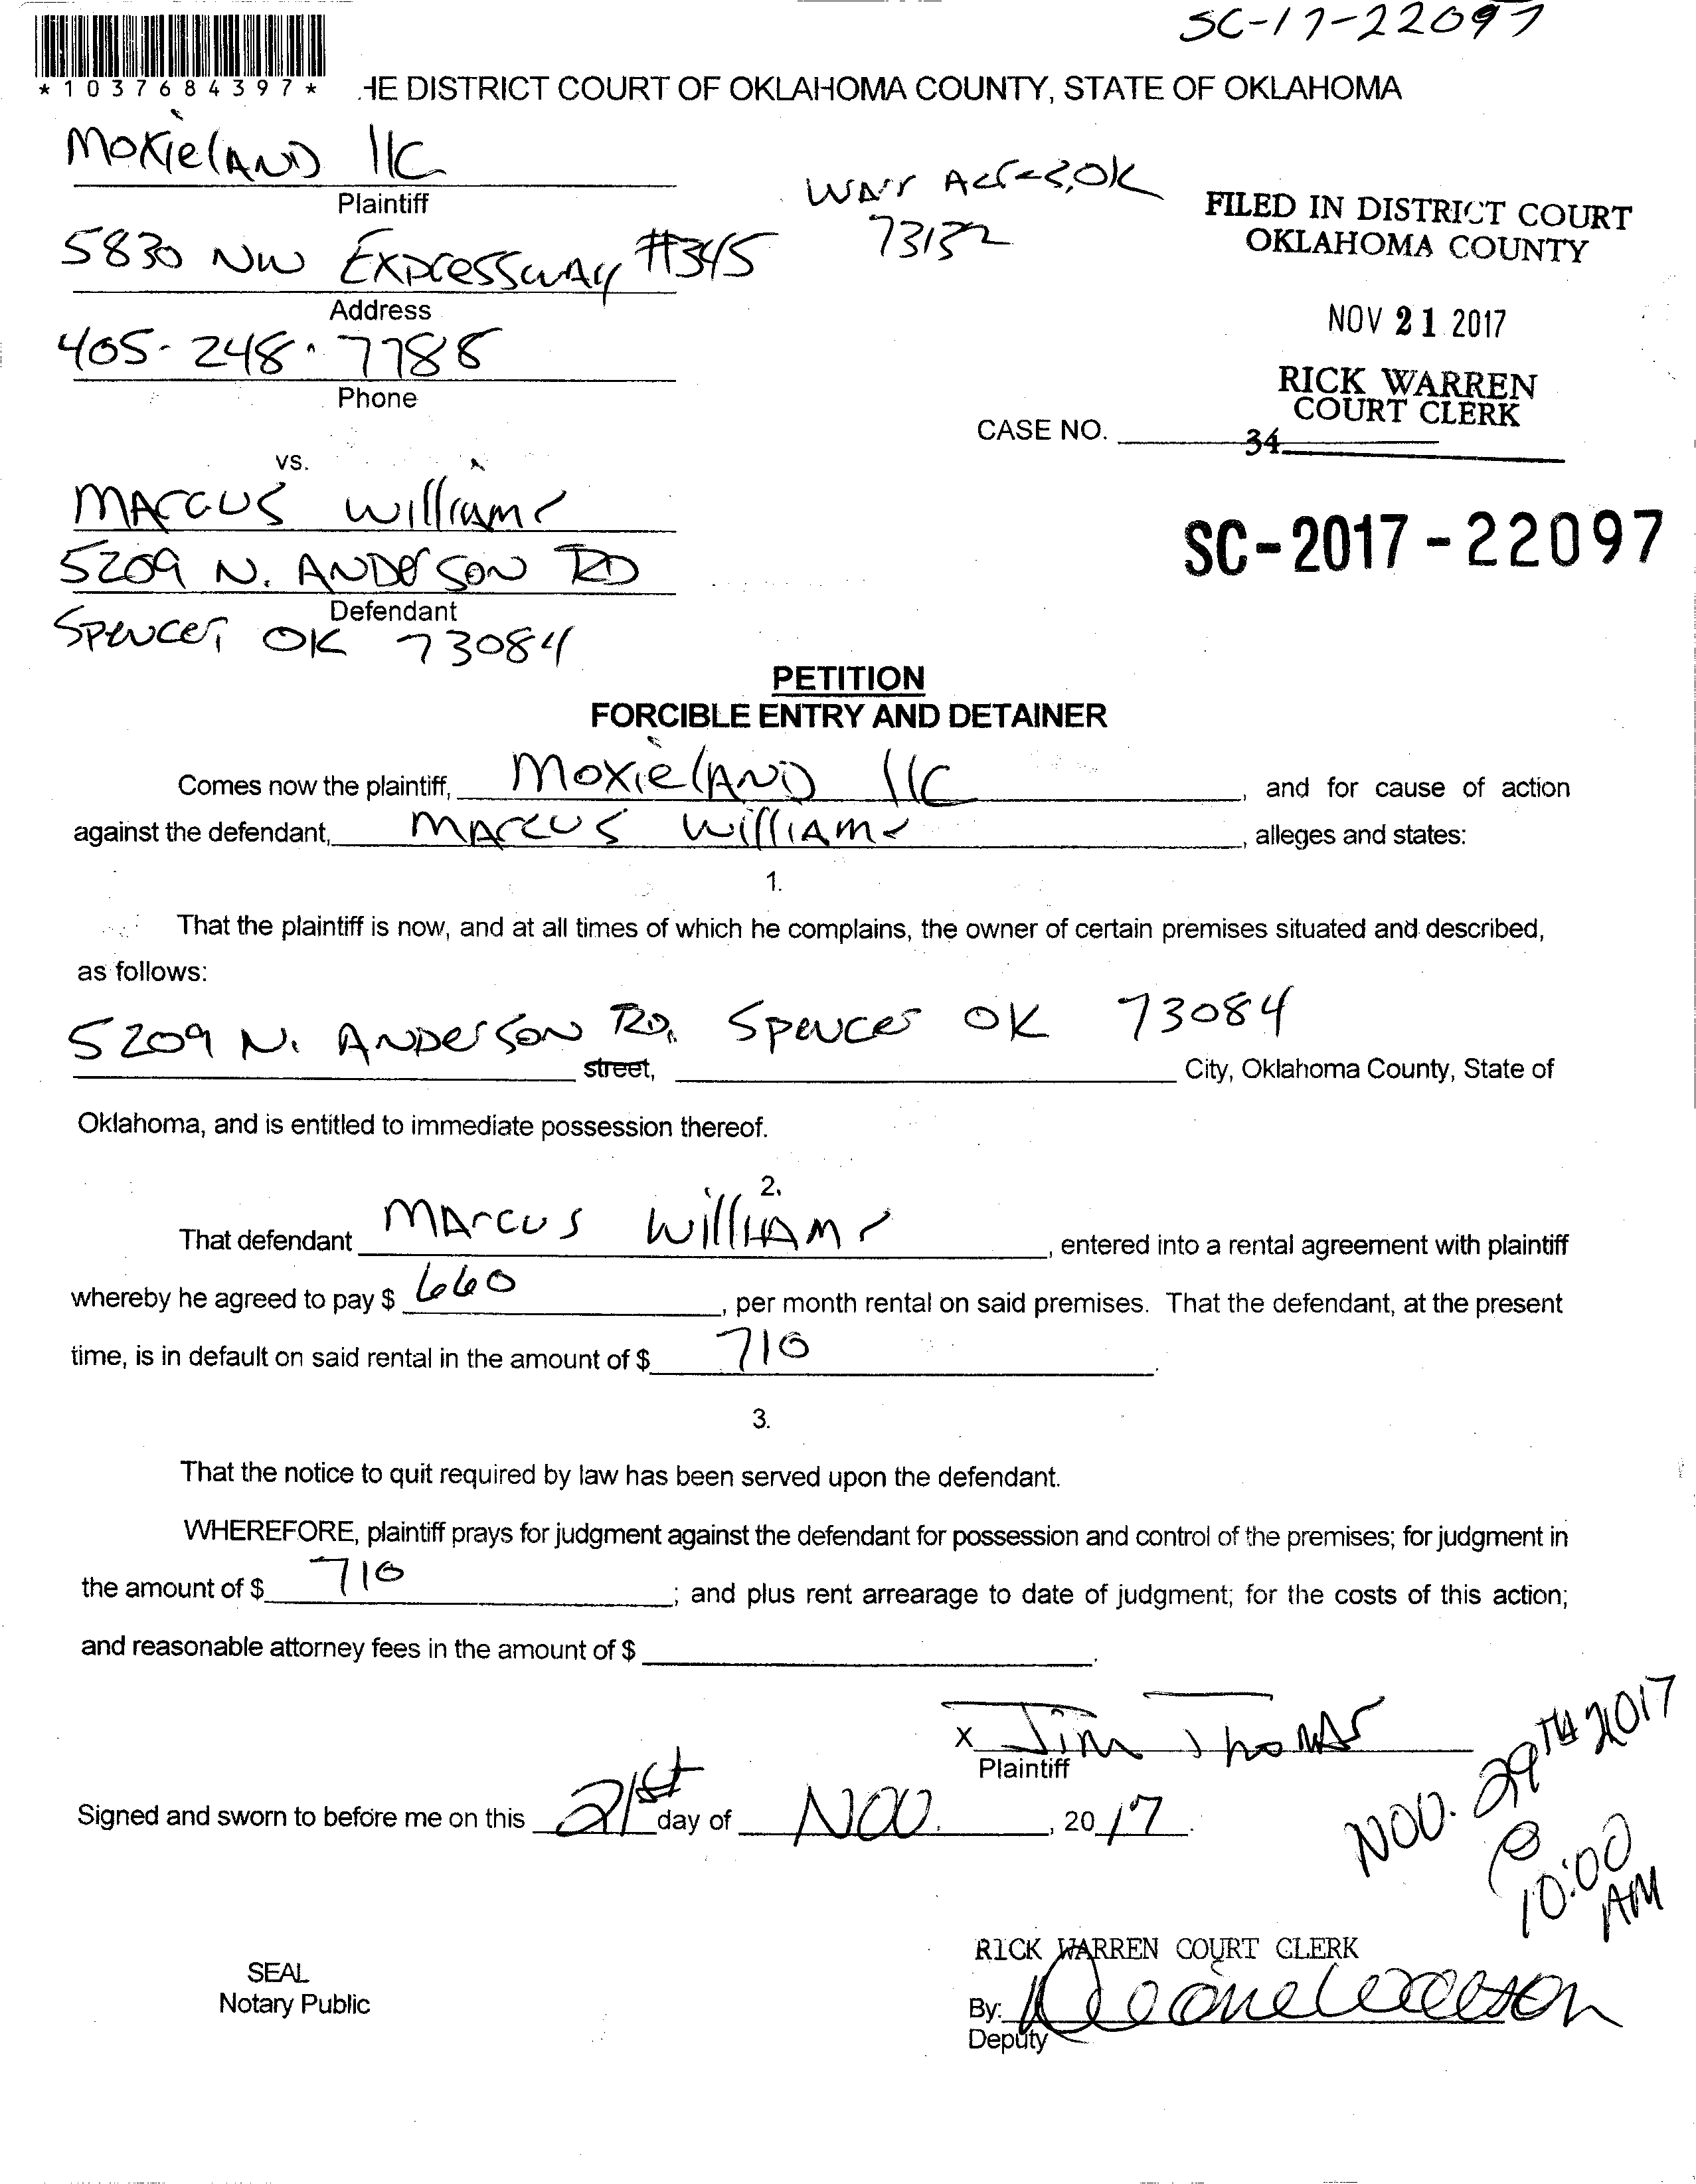 SC-17-22097
*10376843 97*
HE DISTRICT COURT OF OKLAHOMA COUNTY, STATE OF OKLAHOMA
Moxieland llC
Plaintiff
Warr Acres, OK
73132
5830 NW Expressway #345
Address
405-248-7788
Phone
FILED IN DISTRICT COURT
OKLAHOMA COUNTY
NOV 21 2017
RICK WARREN
COURT CLERK
CASE NO.
34
vs.
Marcus Williams
5209 N. Anderson RD
Defendant
Spencer, OK 73084
SC-2017-22097
PETITION
FORCIBLE ENTRY AND DETAINER
Comes now the plaintiff, Moxieland llC, and for cause of action
against the defendant, Marcus Williams, alleges and states:
1.
That the plaintiff is now, and at all times of which he complains, the owner of certain premises situated and described,
as follows:
5209 N. Anderson RD. Spencer OK 73084
street, City, Oklahoma County, State of
Oklahoma, and is entitled to immediate possession thereof.
2.
That defendant Marcus Williams, entered into a rental agreement with plaintiff
whereby he agreed to pay $ 660, per month rental on said premises. That the defendant, at the present
time, is in default on said rental in the amount of $ 710.
3.
That the notice to quit required by law has been served upon the defendant.
WHEREFORE, plaintiff prays for judgment against the defendant for possession and control of the premises; for judgment in
the amount of $ 710; and plus rent arrearage to date of judgment; for the costs of this action;
and reasonable attorney fees in the amount of $.
X Jim Thomas
Plaintiff
Signed and sworn to before me on this 21st day of Nov., 2017.
Nov. 29TH 2017
@
10:00
AM
RICK WARREN COURT CLERK
SEAL
Notary Public
By:
Deputy